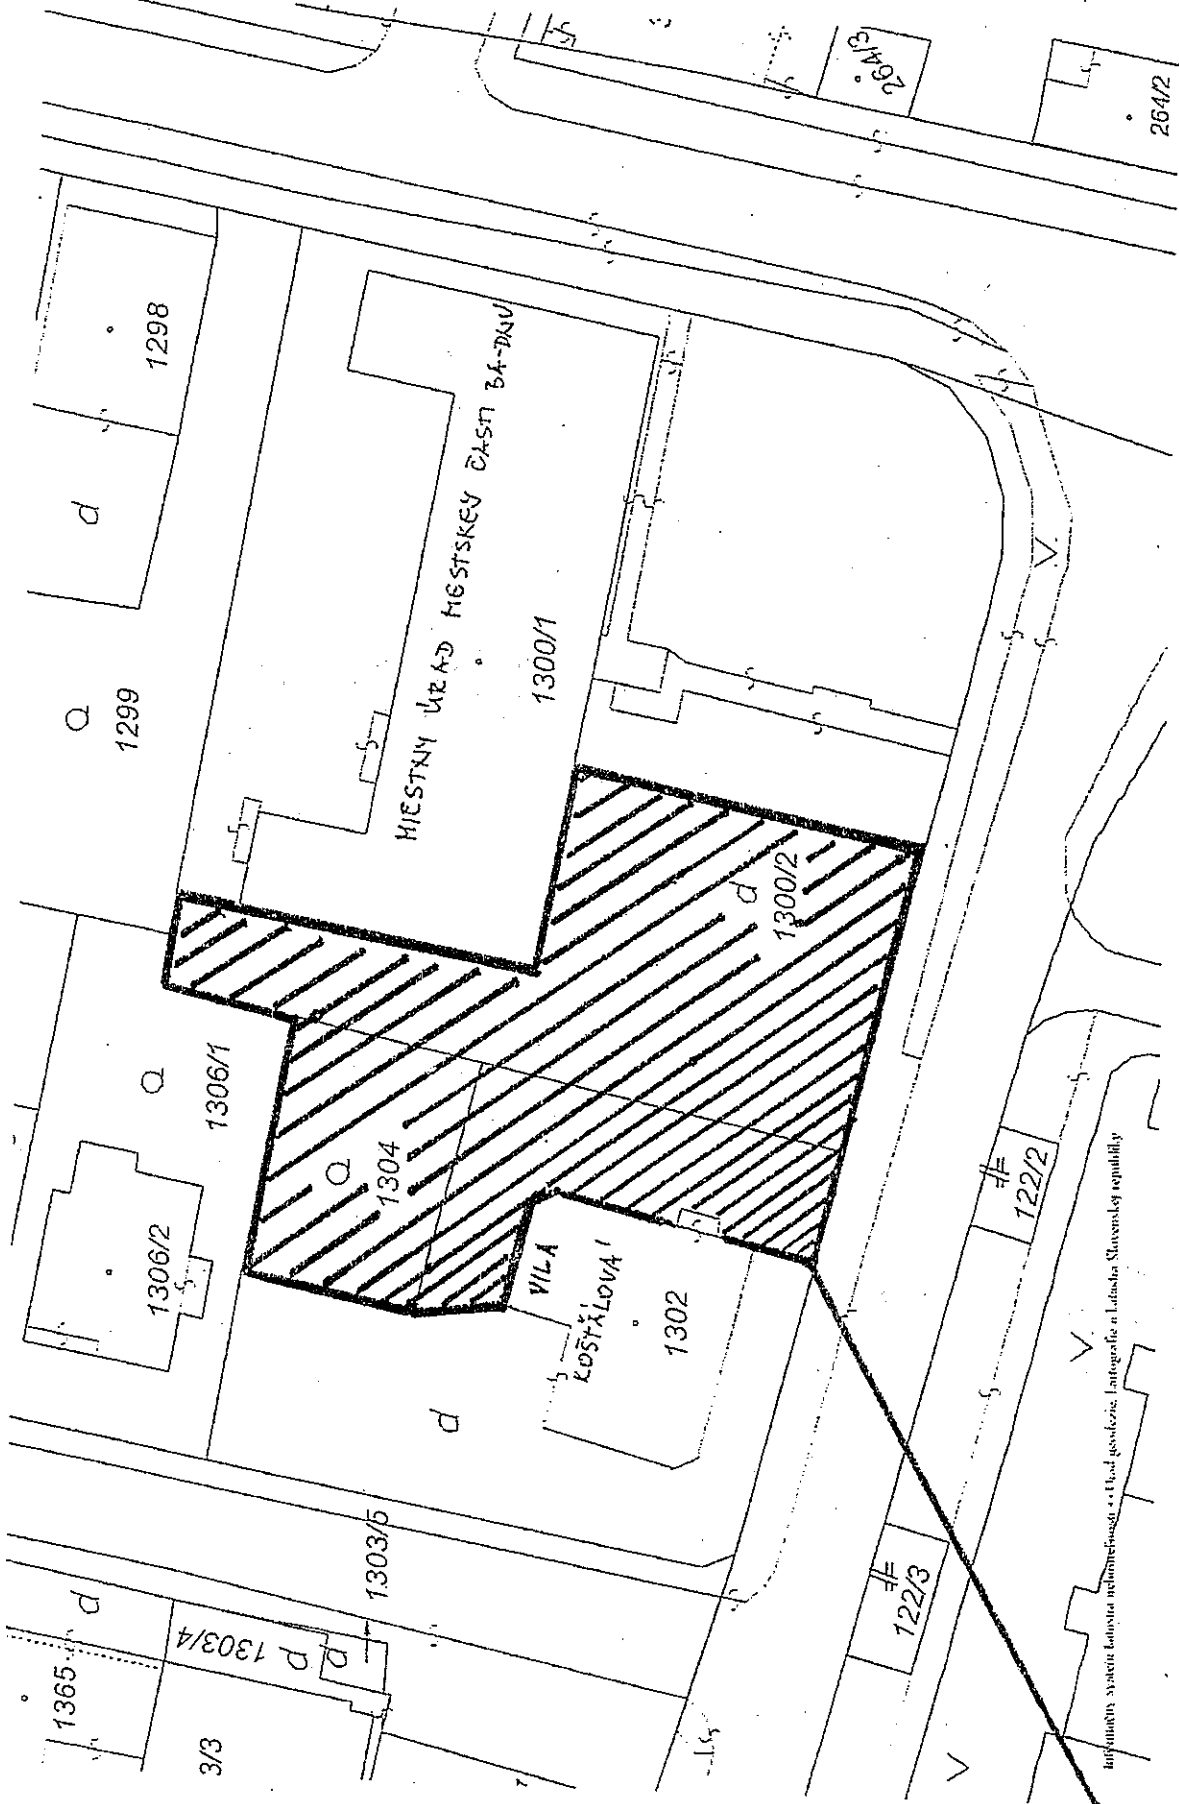 264/3
264/2
1298
d
1299
MIESTNY ÚRAD MESTSKEJ ČASTI BA-DNV
1300/1
d
1300/2
1306/1
1306/2
1304
VILA
KOŠŤÁLOVÁ
1302
d
122/2
122/3
1303/5
1303/4
d
d
d
1365
3/3
V
V
V
Informačný systém katastra nehnuteľností Úrad geodézie, kartografie a katastra Slovenskej republiky